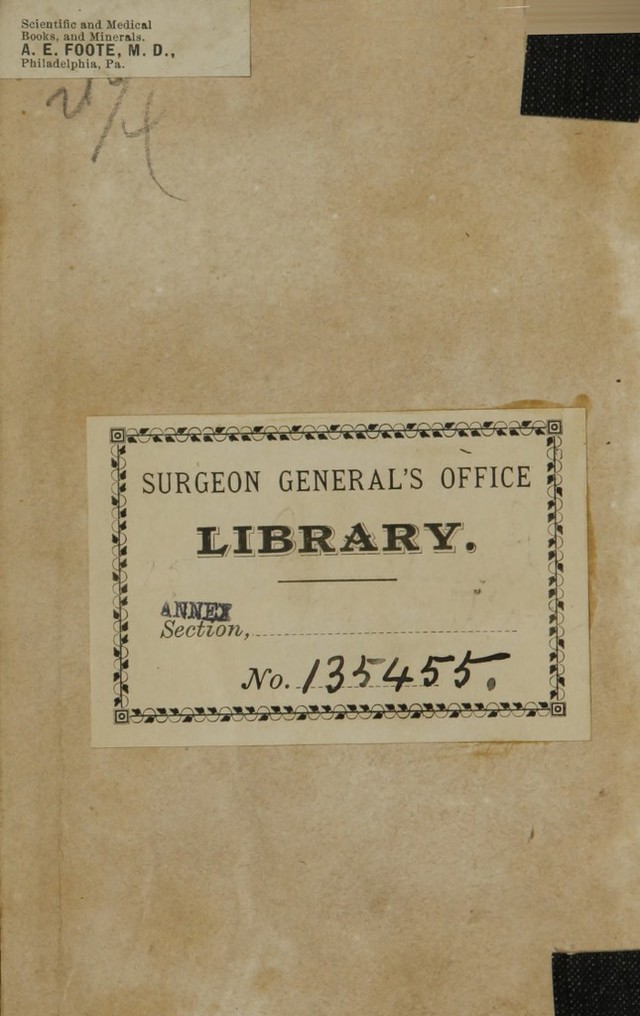 Scientific and Medical
Books, and Minerals.
A. E. FOOTE, M. D.,
Philadelphia, Pa.
SURGEON GENERAL'S OFFICE
LIBRARY.
ANNEX
Section,
No. 135455.